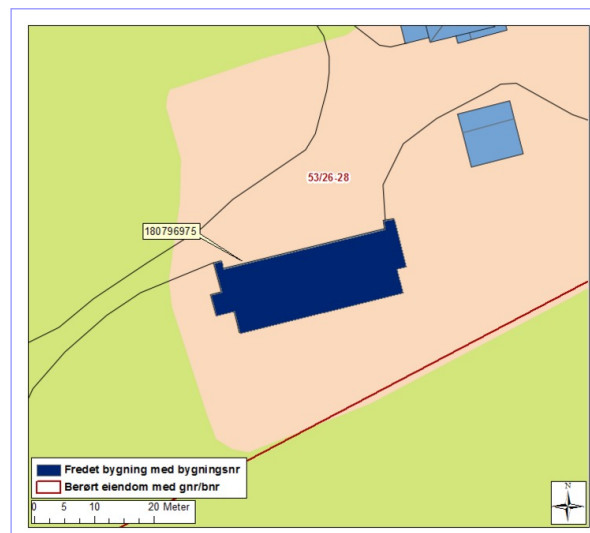 53/26-28
180796975
Fredet bygning med bygningsnr
Berørt eiendom med gnr/bnr
0 5 10 20 Meter
N